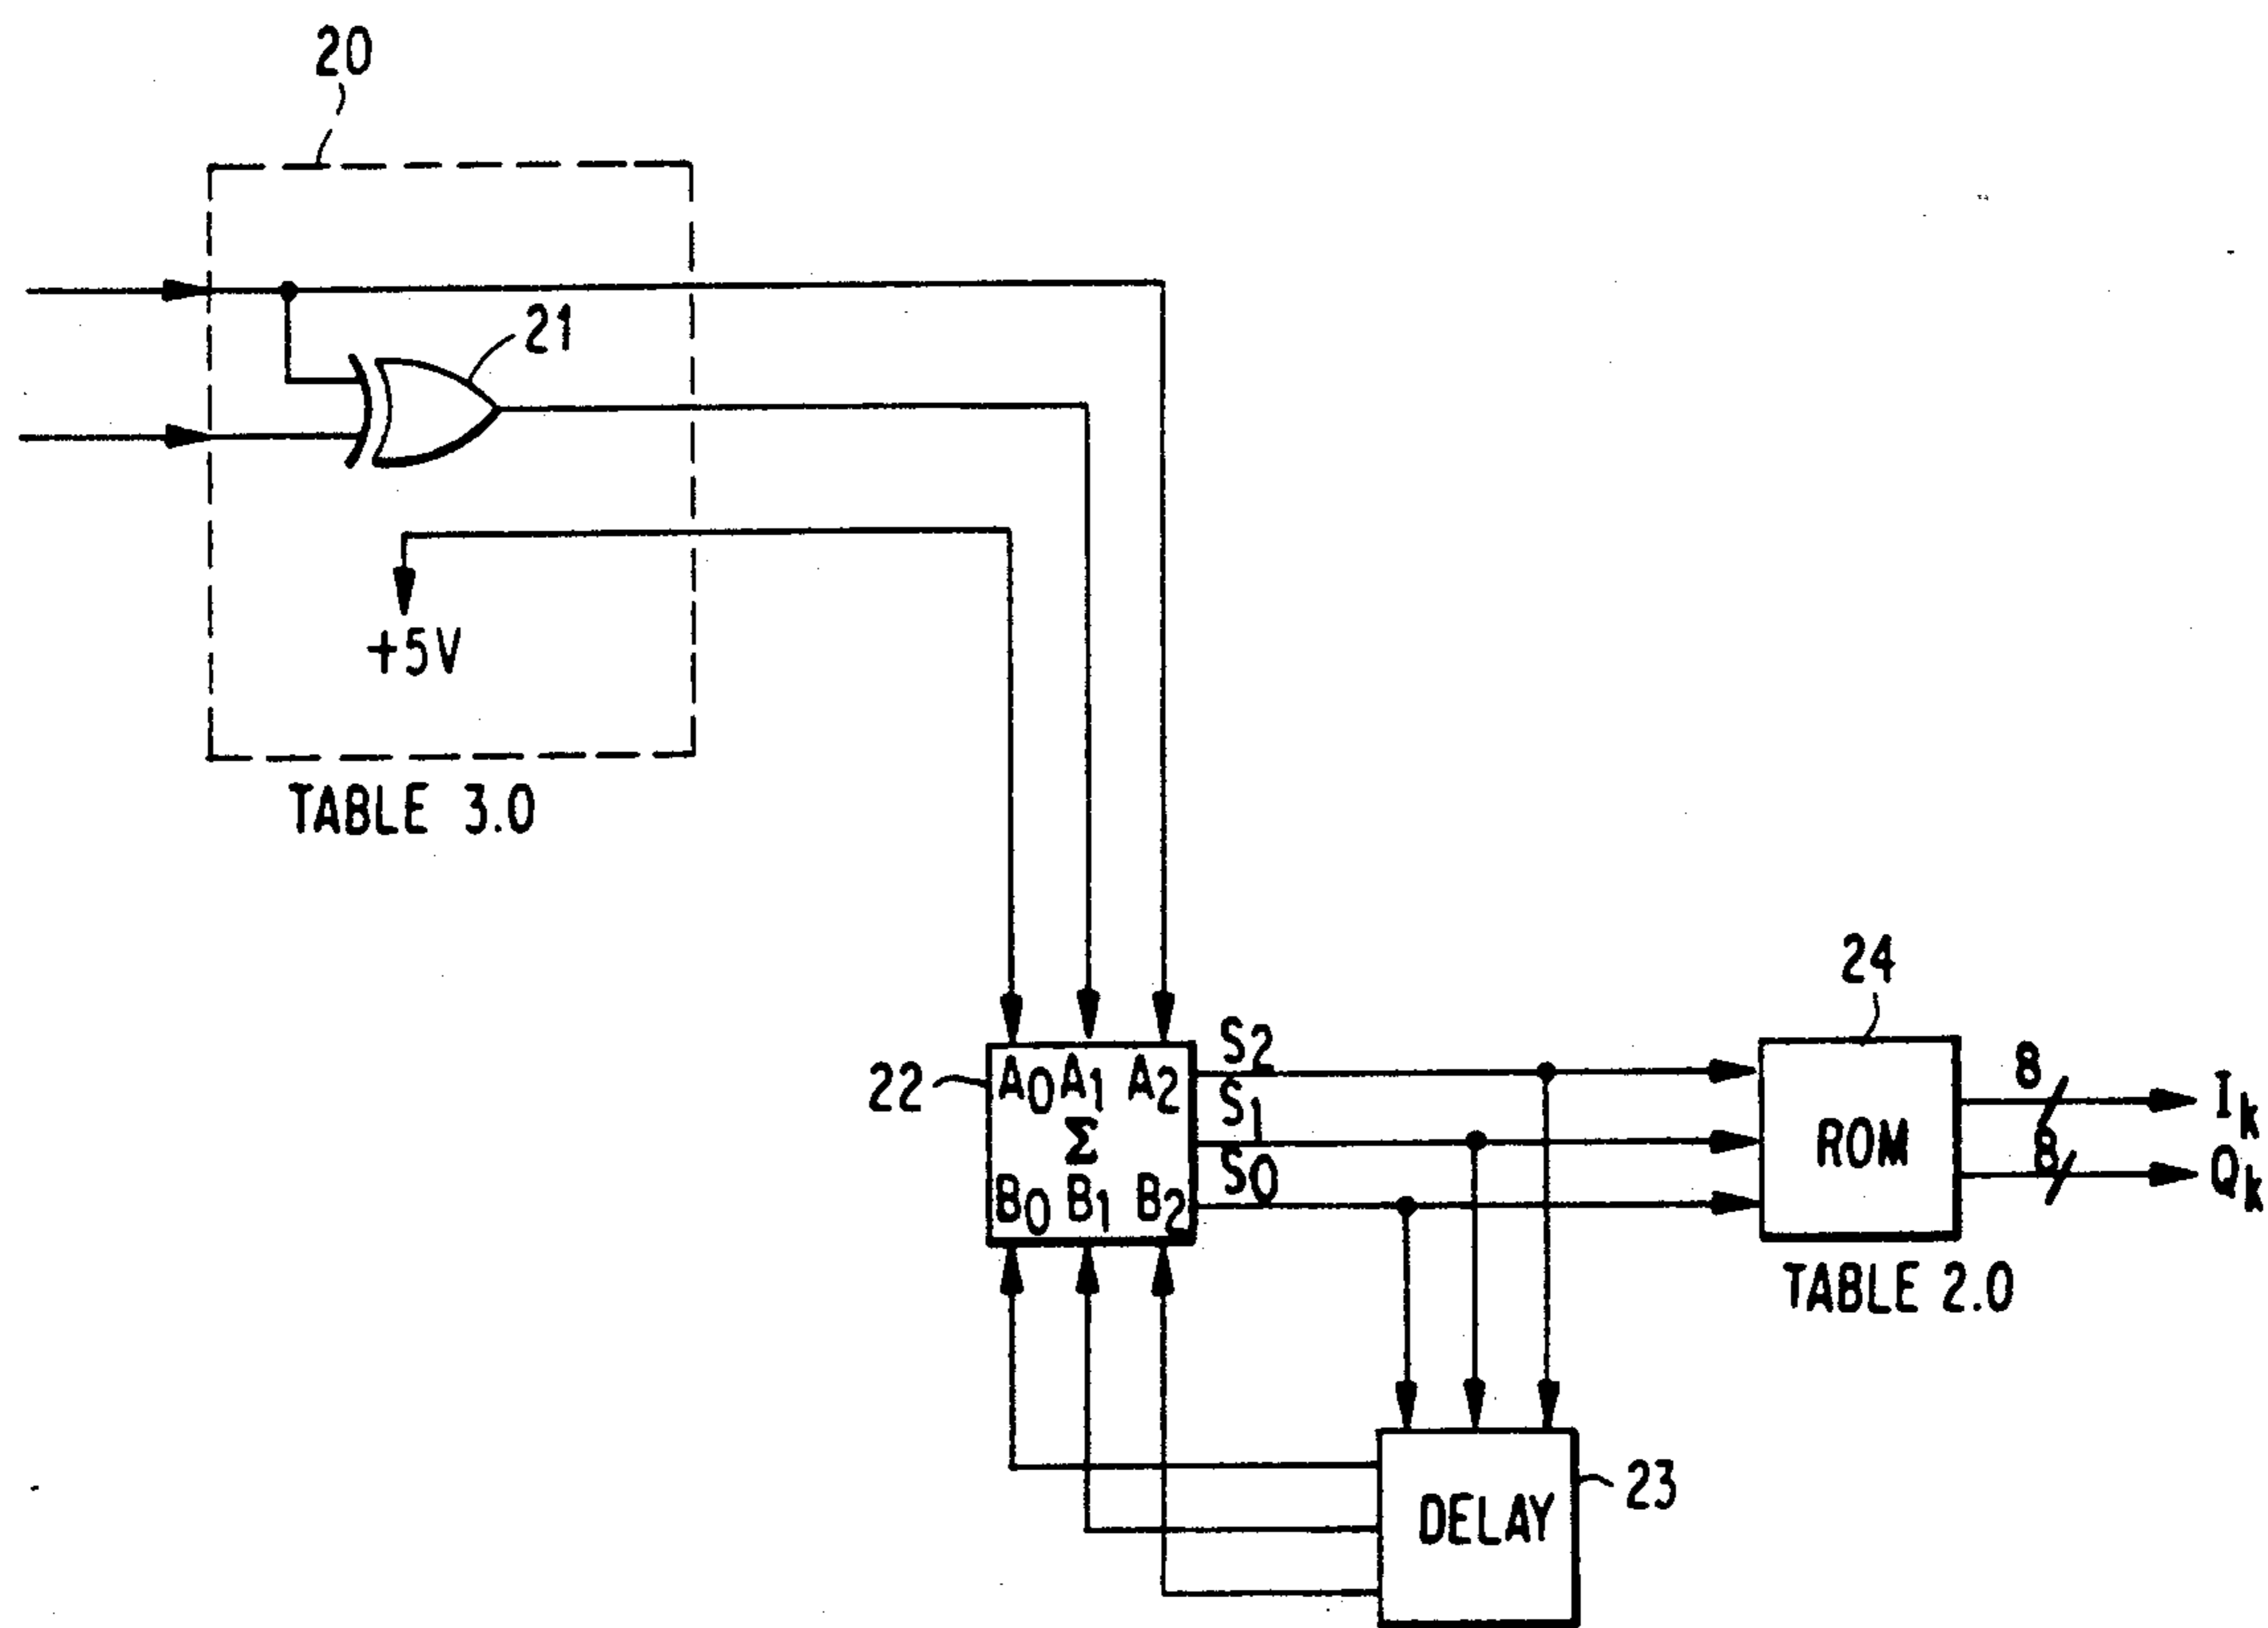 20
21
+5V
TABLE 3.0
24
22
A0 A1 A2
S2
S1
S0
Σ
B0 B1 B2
ROM
8
8
Ik
Qk
TABLE 2.0
23
DELAY